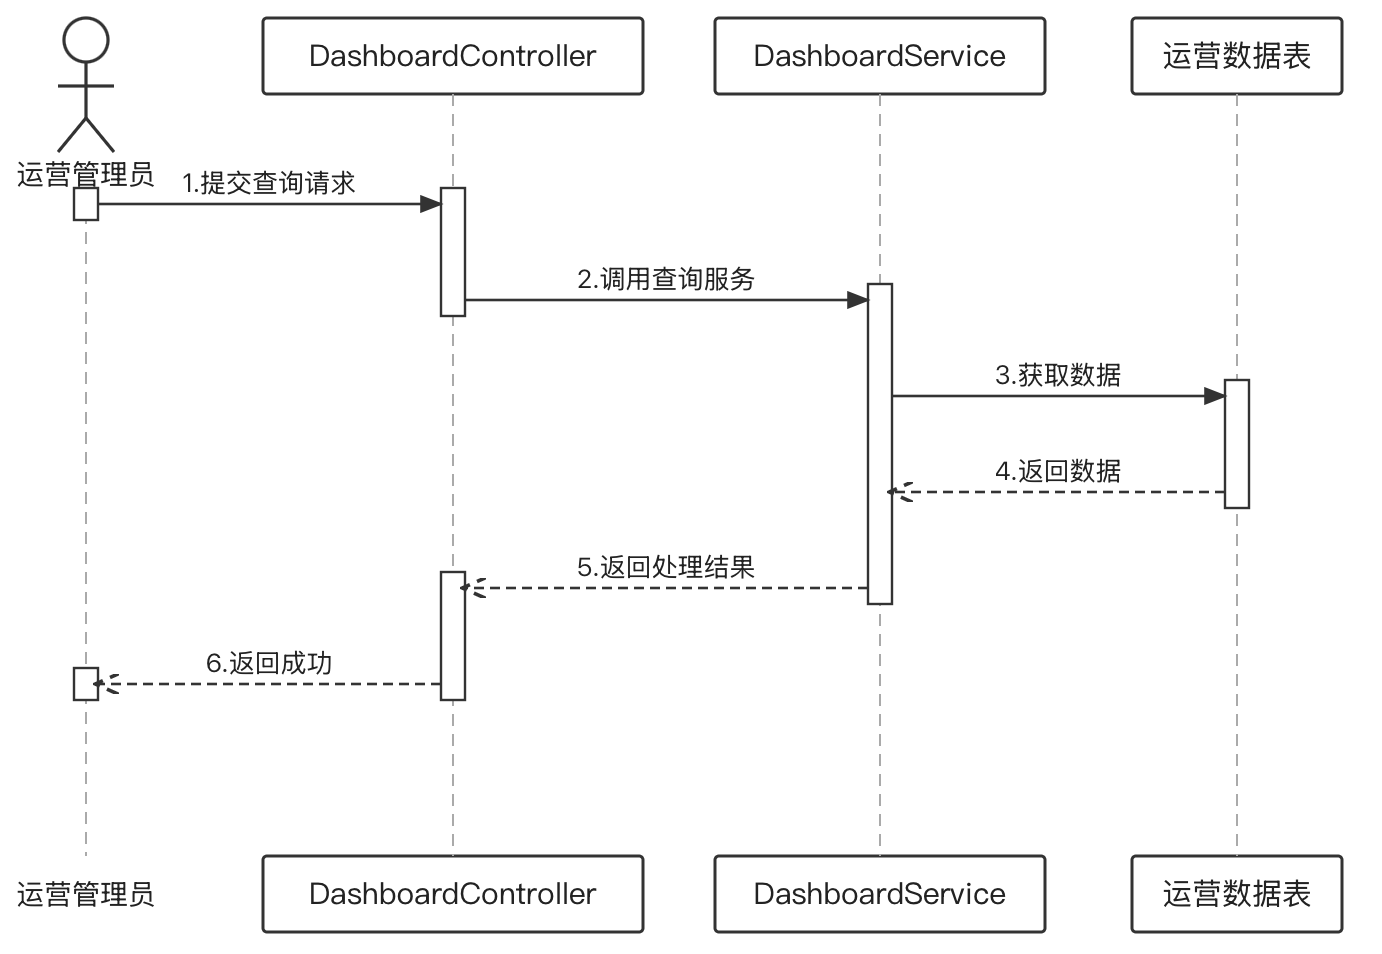 DashboardController
DashboardService
运营数据表
运营管理员
1.提交查询请求
2.调用查询服务
3.获取数据
4.返回数据
5.返回处理结果
6.返回成功
运营管理员
DashboardController
DashboardService
运营数据表